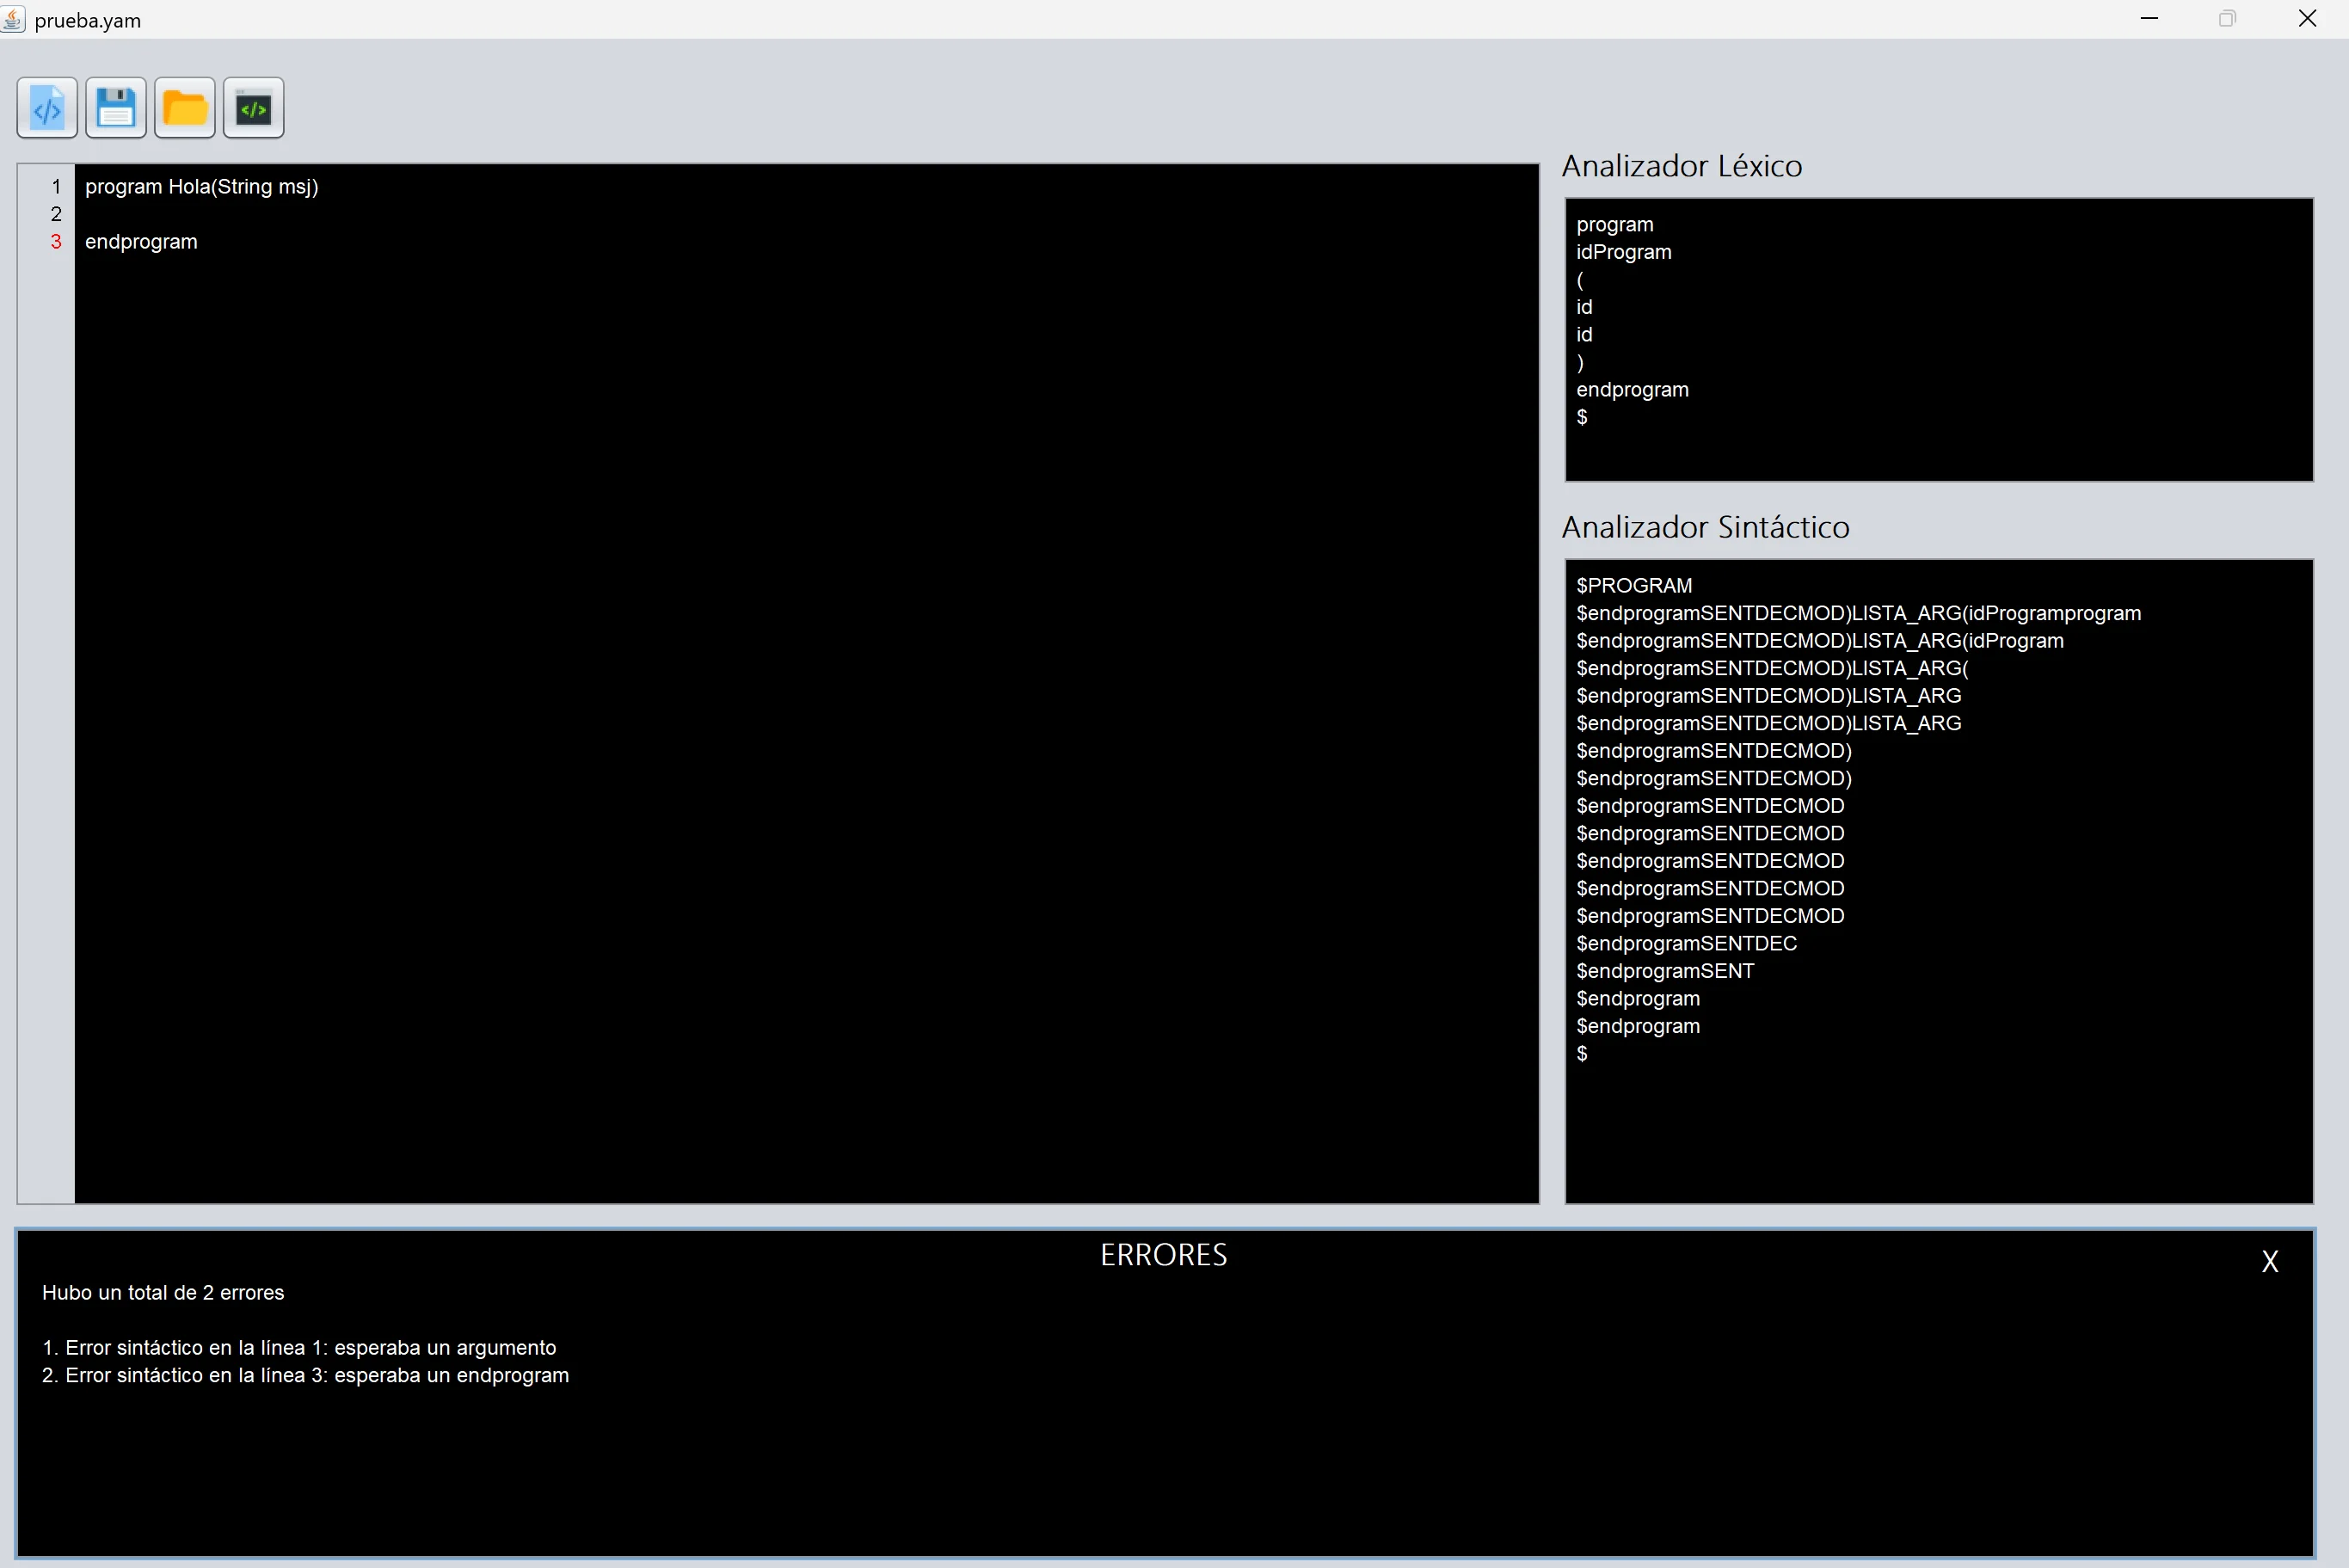 prueba.yam
1 program Hola(String msj)
2
3 endprogram
Analizador Léxico
program
idProgram
(
id
id
)
endprogram
$
Analizador Sintáctico
$PROGRAM
$endprogramSENTDECMOD)LISTA_ARG(idProgramprogram
$endprogramSENTDECMOD)LISTA_ARG(idProgram
$endprogramSENTDECMOD)LISTA_ARG(
$endprogramSENTDECMOD)LISTA_ARG
$endprogramSENTDECMOD)LISTA_ARG
$endprogramSENTDECMOD)
$endprogramSENTDECMOD)
$endprogramSENTDECMOD
$endprogramSENTDECMOD
$endprogramSENTDECMOD
$endprogramSENTDECMOD
$endprogramSENTDECMOD
$endprogramSENTDEC
$endprogramSENT
$endprogram
$endprogram
$
ERRORES
X
Hubo un total de 2 errores
1. Error sintáctico en la línea 1: esperaba un argumento
2. Error sintáctico en la línea 3: esperaba un endprogram